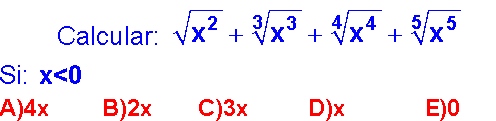 Calcular: √x² + ∛x³ + ∜x⁴ + ⁵√x⁵
Si: x<0
A)4x B)2x C)3x D)x E)0